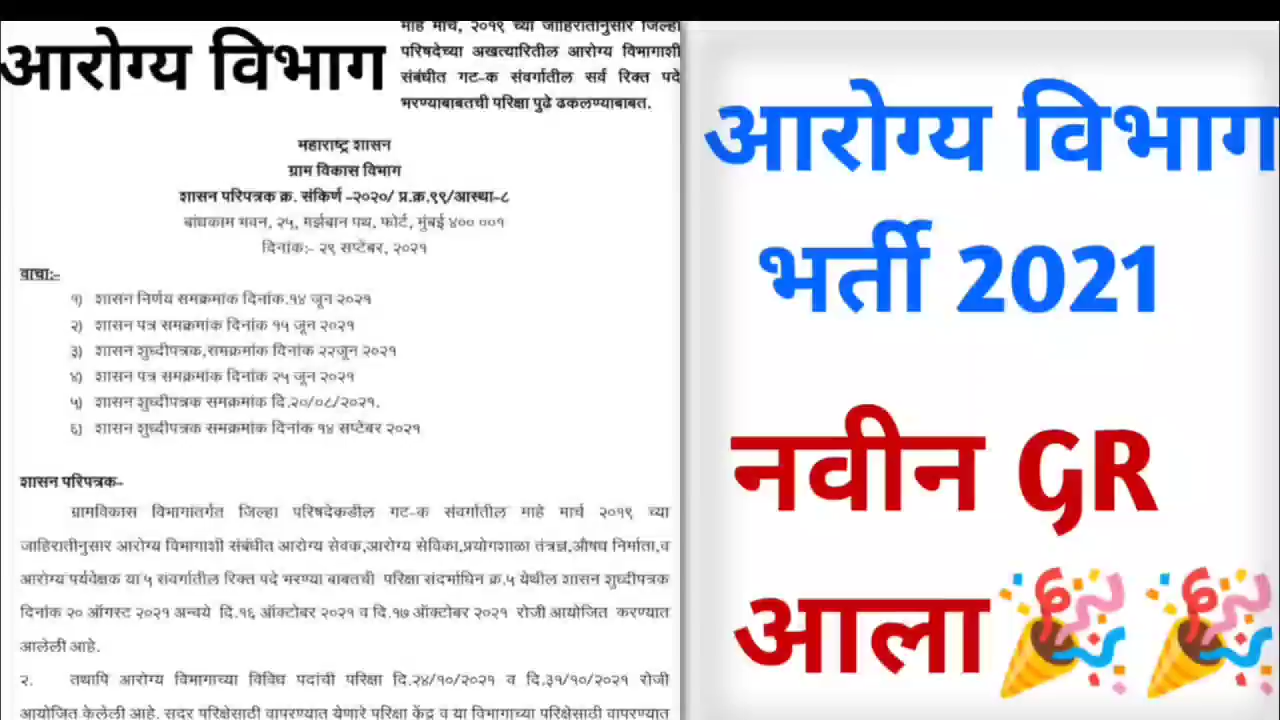 आरोग्य विभाग
माहे मार्च, २०१९ च्या जाहिरातीनुसार जिल्हा
परिषदेच्या अखत्यारितील आरोग्य विभागाशी
संबंधीत गट-क संवर्गातील सर्व रिक्त पदे
भरण्याबाबतची परिक्षा पुढे ढकलण्याबाबत.
महाराष्ट्र शासन
ग्राम विकास विभाग
शासन परिपत्रक क्र. संकिर्ण -२०२०/ प्र.क्र.९९/आस्था-८
बांधकाम भवन, २५, मर्झबान पथ, फोर्ट, मुंबई ४०० ००१
दिनांक:- २९ सप्टेंबर, २०२१
वाचा:-
१) शासन निर्णय समक्रमांक दिनांक.१४ जून २०२१
२) शासन पत्र समक्रमांक दिनांक १५ जून २०२१
३) शासन शुध्दीपत्रक,समक्रमांक दिनांक २२जून २०२१
४) शासन पत्र समक्रमांक दिनांक २५ जून २०२१
५) शासन शुध्दीपत्रक समक्रमांक दि.२०/०८/२०२१.
६) शासन शुध्दीपत्रक समक्रमांक दिनांक १४ सप्टेंबर २०२१
शासन परिपत्रक-
ग्रामविकास विभागांतर्गत जिल्हा परिषदेकडील गट-क संवर्गातील माहे मार्च २०१९ च्या
जाहिरातीनुसार आरोग्य विभागाशी संबंधीत आरोग्य सेवक,आरोग्य सेविका,प्रयोगशाळा तंत्रज्ञ,औषध निर्माता,व
आरोग्य पर्यवेक्षक या ५ संवर्गातील रिक्त पदे भरण्या बाबतची परिक्षा संदर्भाधिन क्र.५ येथील शासन शुध्दीपत्रक
दिनांक २० ऑगस्ट २०२१ अन्वये दि.१६ ऑक्टोबर २०२१ व दि.१७ ऑक्टोबर २०२१ रोजी आयोजित करण्यात
आलेली आहे.
२. तथापि आरोग्य विभागाच्या विविध पदांची परिक्षा दि.२४/१०/२०२१ व दि.३१/१०/२०२१ रोजी
आयोजित केलेली आहे. सदर परिक्षेसाठी वापरण्यात येणारे परिक्षा केंद्र व या विभागाच्या परिक्षेसाठी वापरण्यात
आरोग्य विभाग
भर्ती 2021
नवीन GR
आला